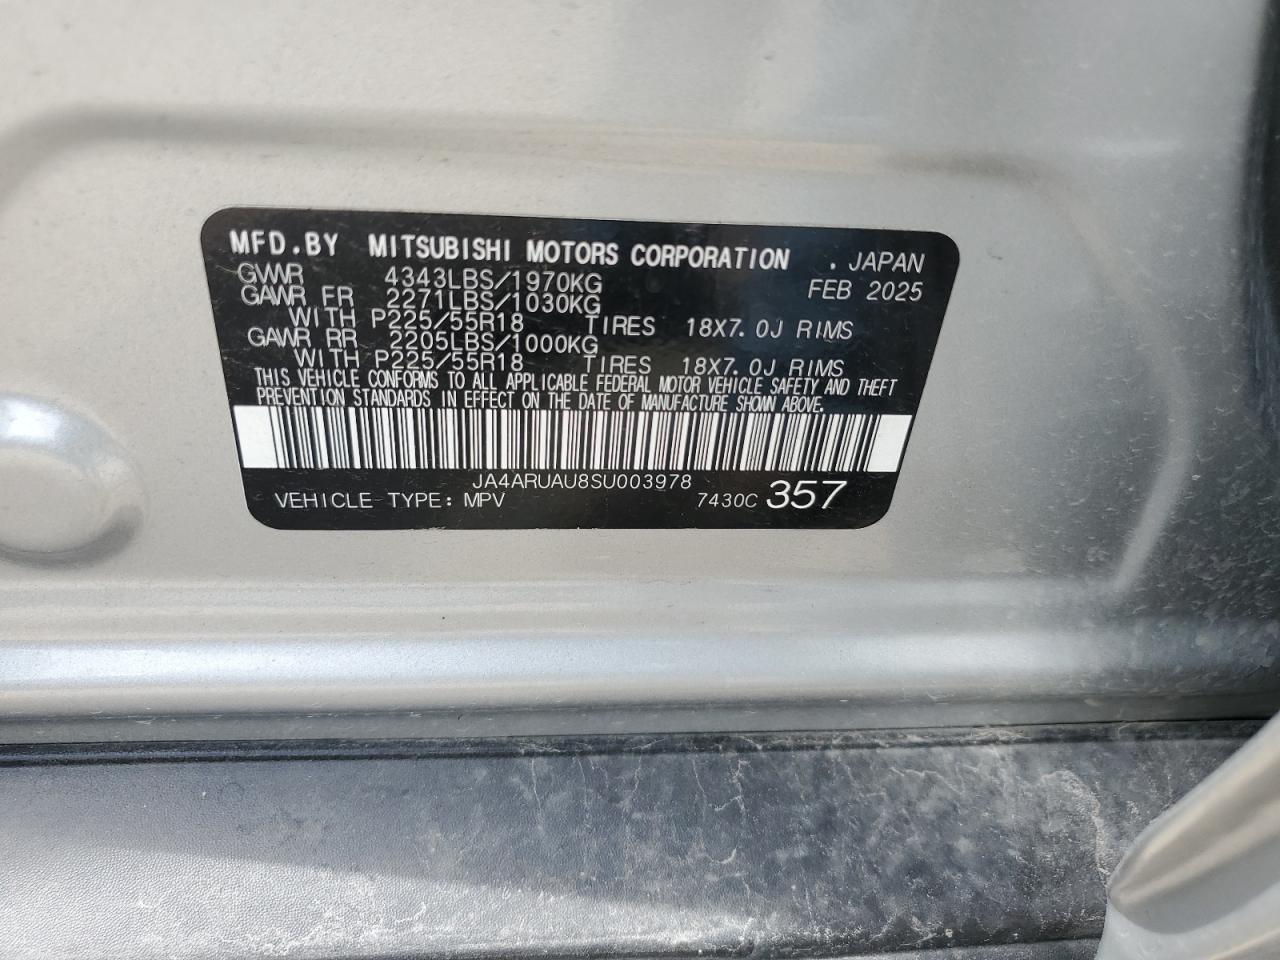 MFD.BY MITSUBISHI MOTORS CORPORATION . JAPAN
GVWR 4343LBS/1970KG FEB 2025
GAWR FR 2271LBS/1030KG
WITH P225/55R18 TIRES 18X7.0J RIMS
GAWR RR 2205LBS/1000KG
WITH P225/55R18 TIRES 18X7.0J RIMS
THIS VEHICLE CONFORMS TO ALL APPLICABLE FEDERAL MOTOR VEHICLE SAFETY AND THEFT
PREVENTION STANDARDS IN EFFECT ON THE DATE OF MANUFACTURE SHOWN ABOVE.
JA4ARUAU8SU003978
VEHICLE TYPE: MPV 7430C 357